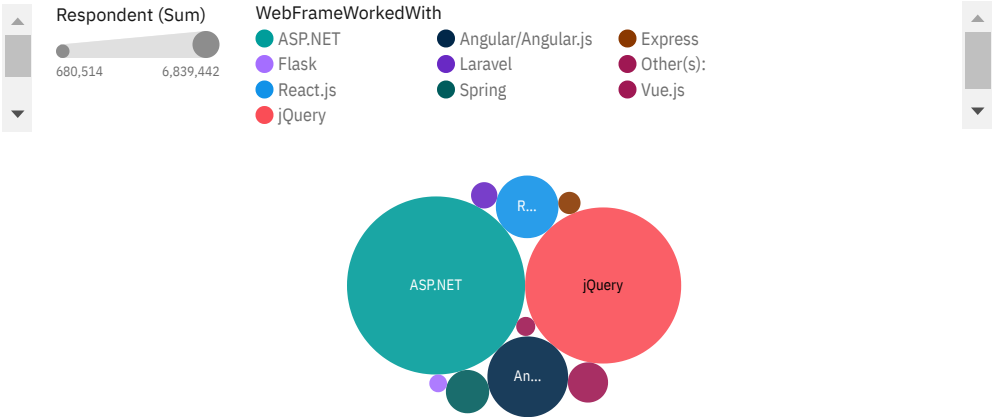 Respondent (Sum)
680,514 6,839,442
WebFrameWorkedWith
ASP.NET Angular/Angular.js Express
Flask Laravel Other(s):
React.js Spring Vue.js
jQuery
R...
ASP.NET jQuery
An...